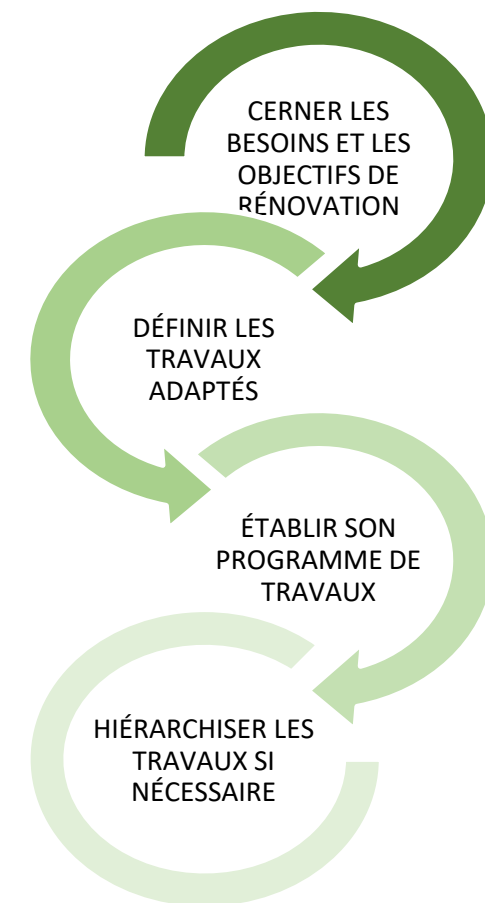 CERNER LES
BESOINS ET LES
OBJECTIFS DE
RÉNOVATION
DÉFINIR LES
TRAVAUX
ADAPTÉS
ÉTABLIR SON
PROGRAMME DE
TRAVAUX
HIÉRARCHISER LES
TRAVAUX SI
NÉCESSAIRE